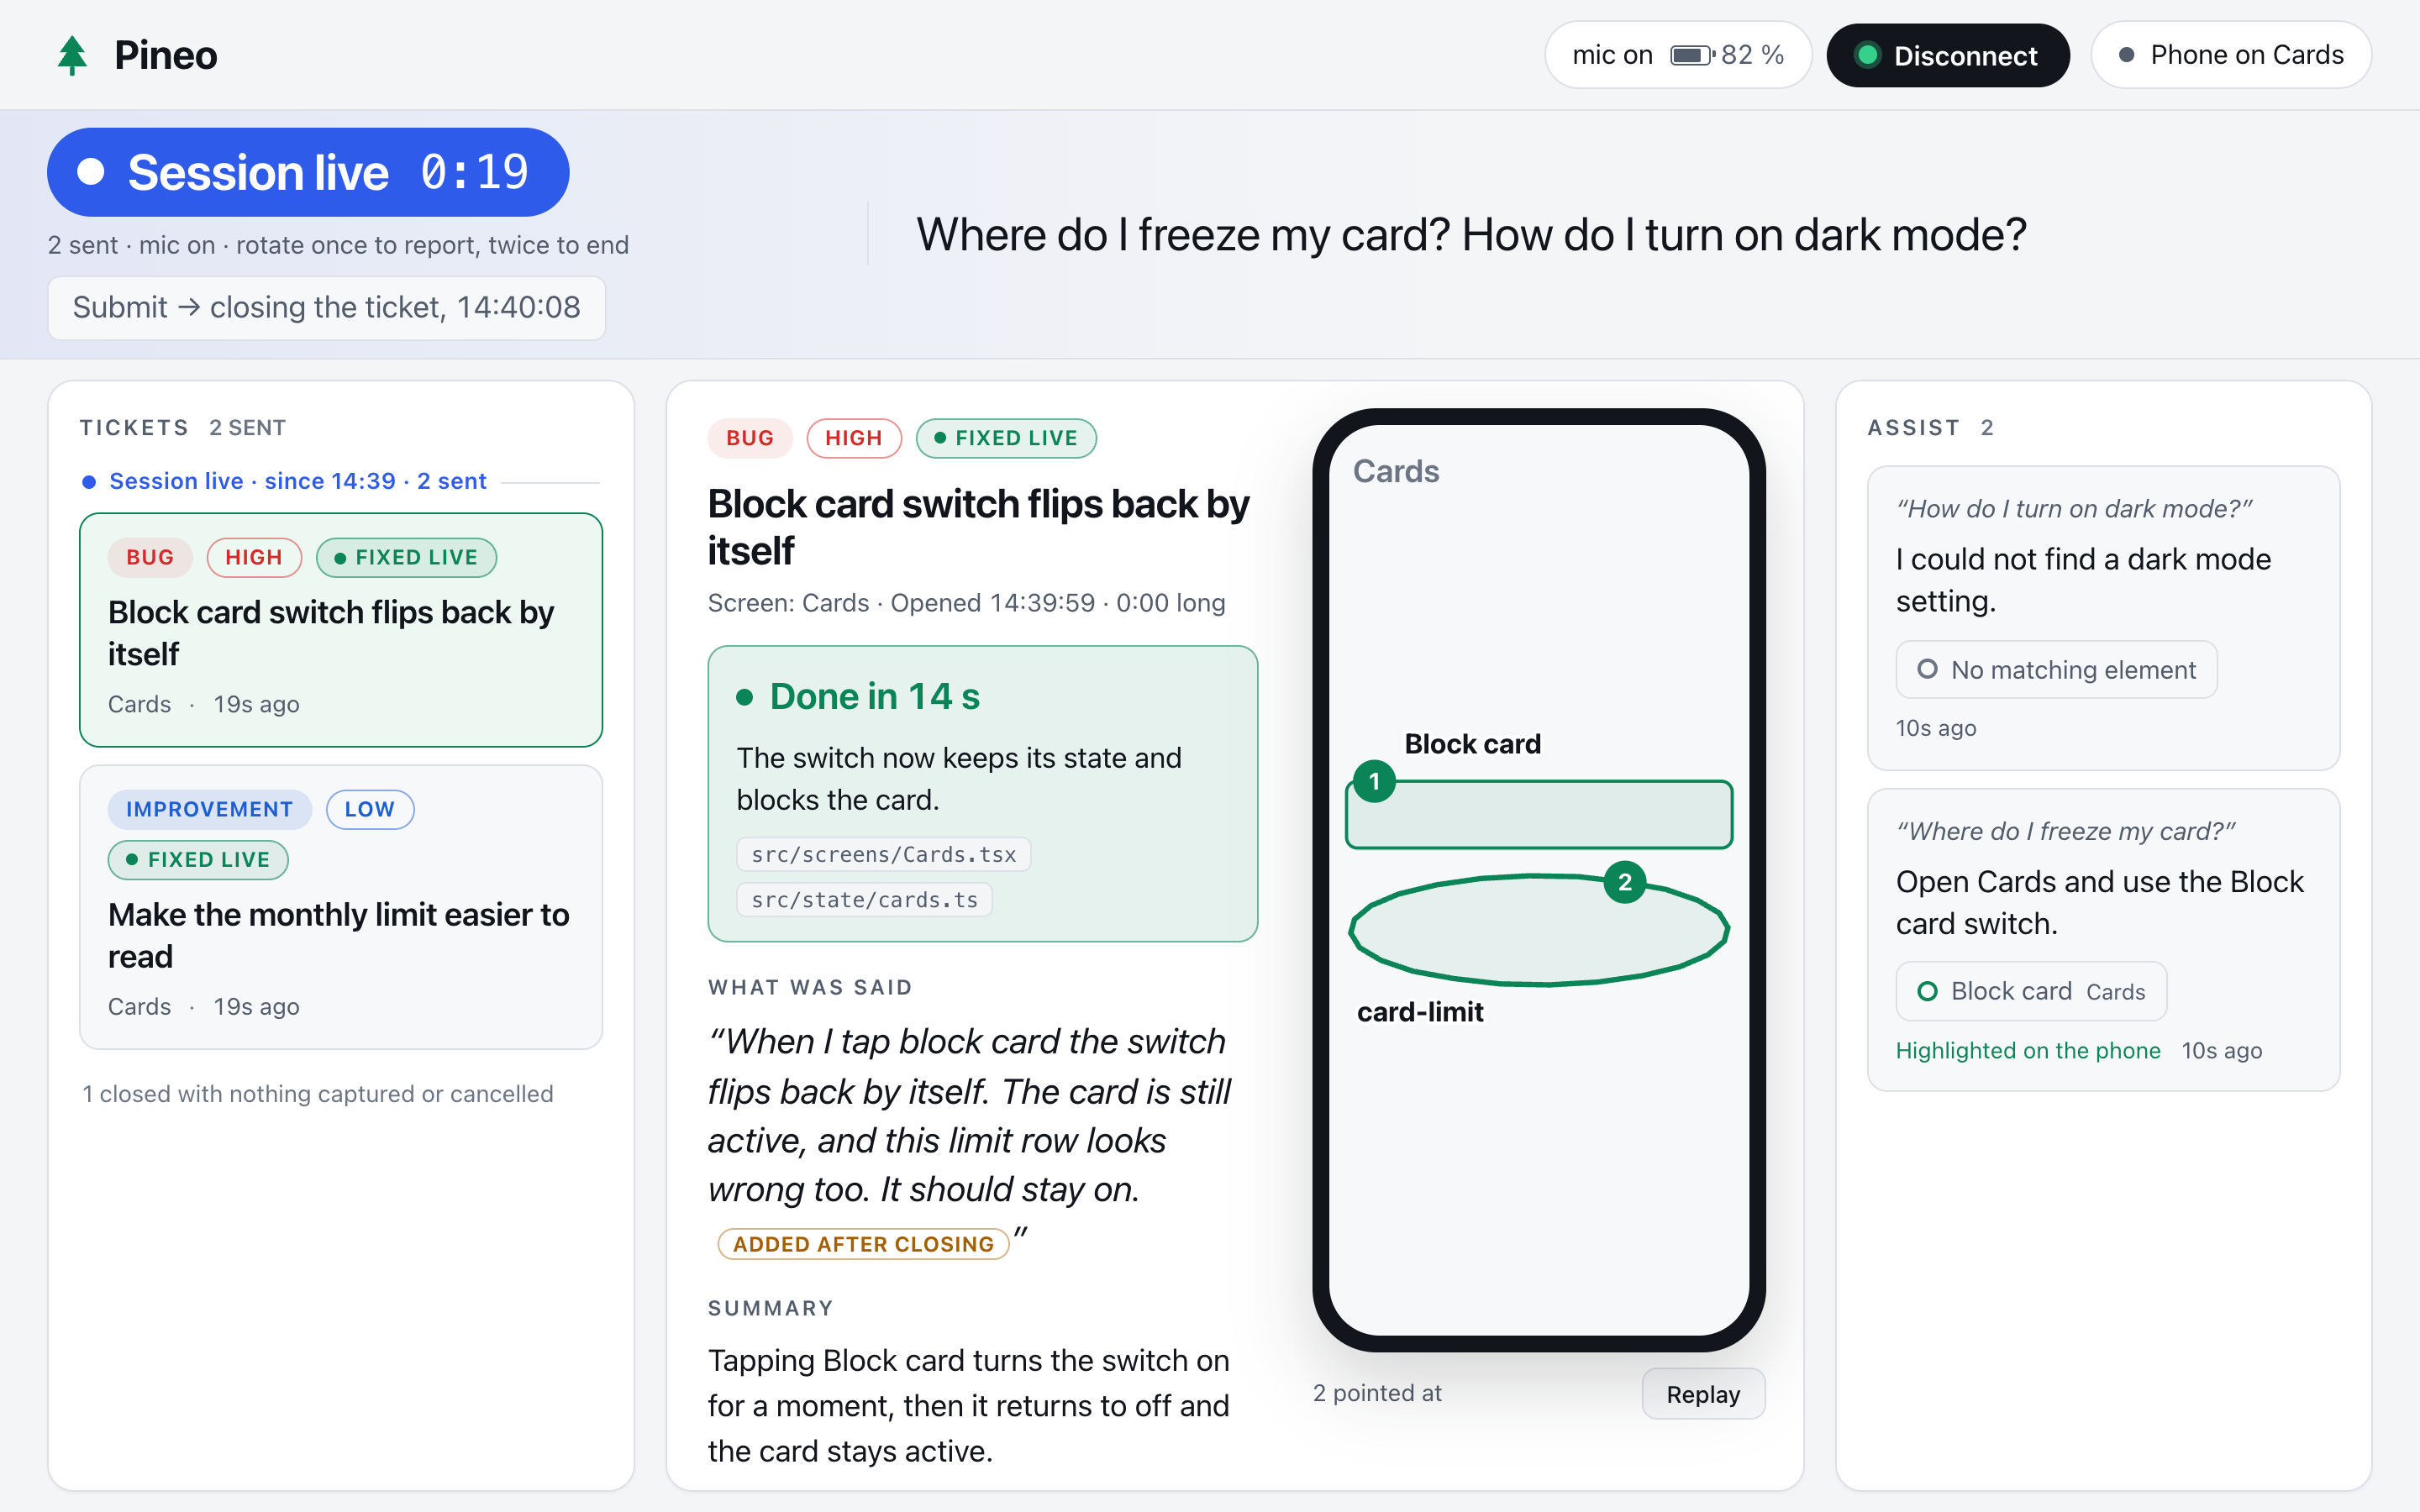 Pineo
mic on 82 %
Disconnect
Phone on Cards
Session live 0:19
2 sent · mic on · rotate once to report, twice to end
Submit → closing the ticket, 14:40:08
Where do I freeze my card? How do I turn on dark mode?
TICKETS 2 SENT
Session live · since 14:39 · 2 sent
BUG HIGH FIXED LIVE
Block card switch flips back by
itself
Cards · 19s ago
IMPROVEMENT LOW
FIXED LIVE
Make the monthly limit easier to
read
Cards · 19s ago
1 closed with nothing captured or cancelled
BUG HIGH FIXED LIVE
Block card switch flips back by
itself
Screen: Cards · Opened 14:39:59 · 0:00 long
Done in 14 s
The switch now keeps its state and
blocks the card.
src/screens/Cards.tsx
src/state/cards.ts
WHAT WAS SAID
“When I tap block card the switch
flips back by itself. The card is still
active, and this limit row looks
wrong too. It should stay on.
ADDED AFTER CLOSING ”
SUMMARY
Tapping Block card turns the switch on
for a moment, then it returns to off and
the card stays active.
Cards
Block card
1
2
card-limit
2 pointed at
Replay
ASSIST 2
“How do I turn on dark mode?”
I could not find a dark mode
setting.
No matching element
10s ago
“Where do I freeze my card?”
Open Cards and use the Block
card switch.
Block card Cards
Highlighted on the phone 10s ago